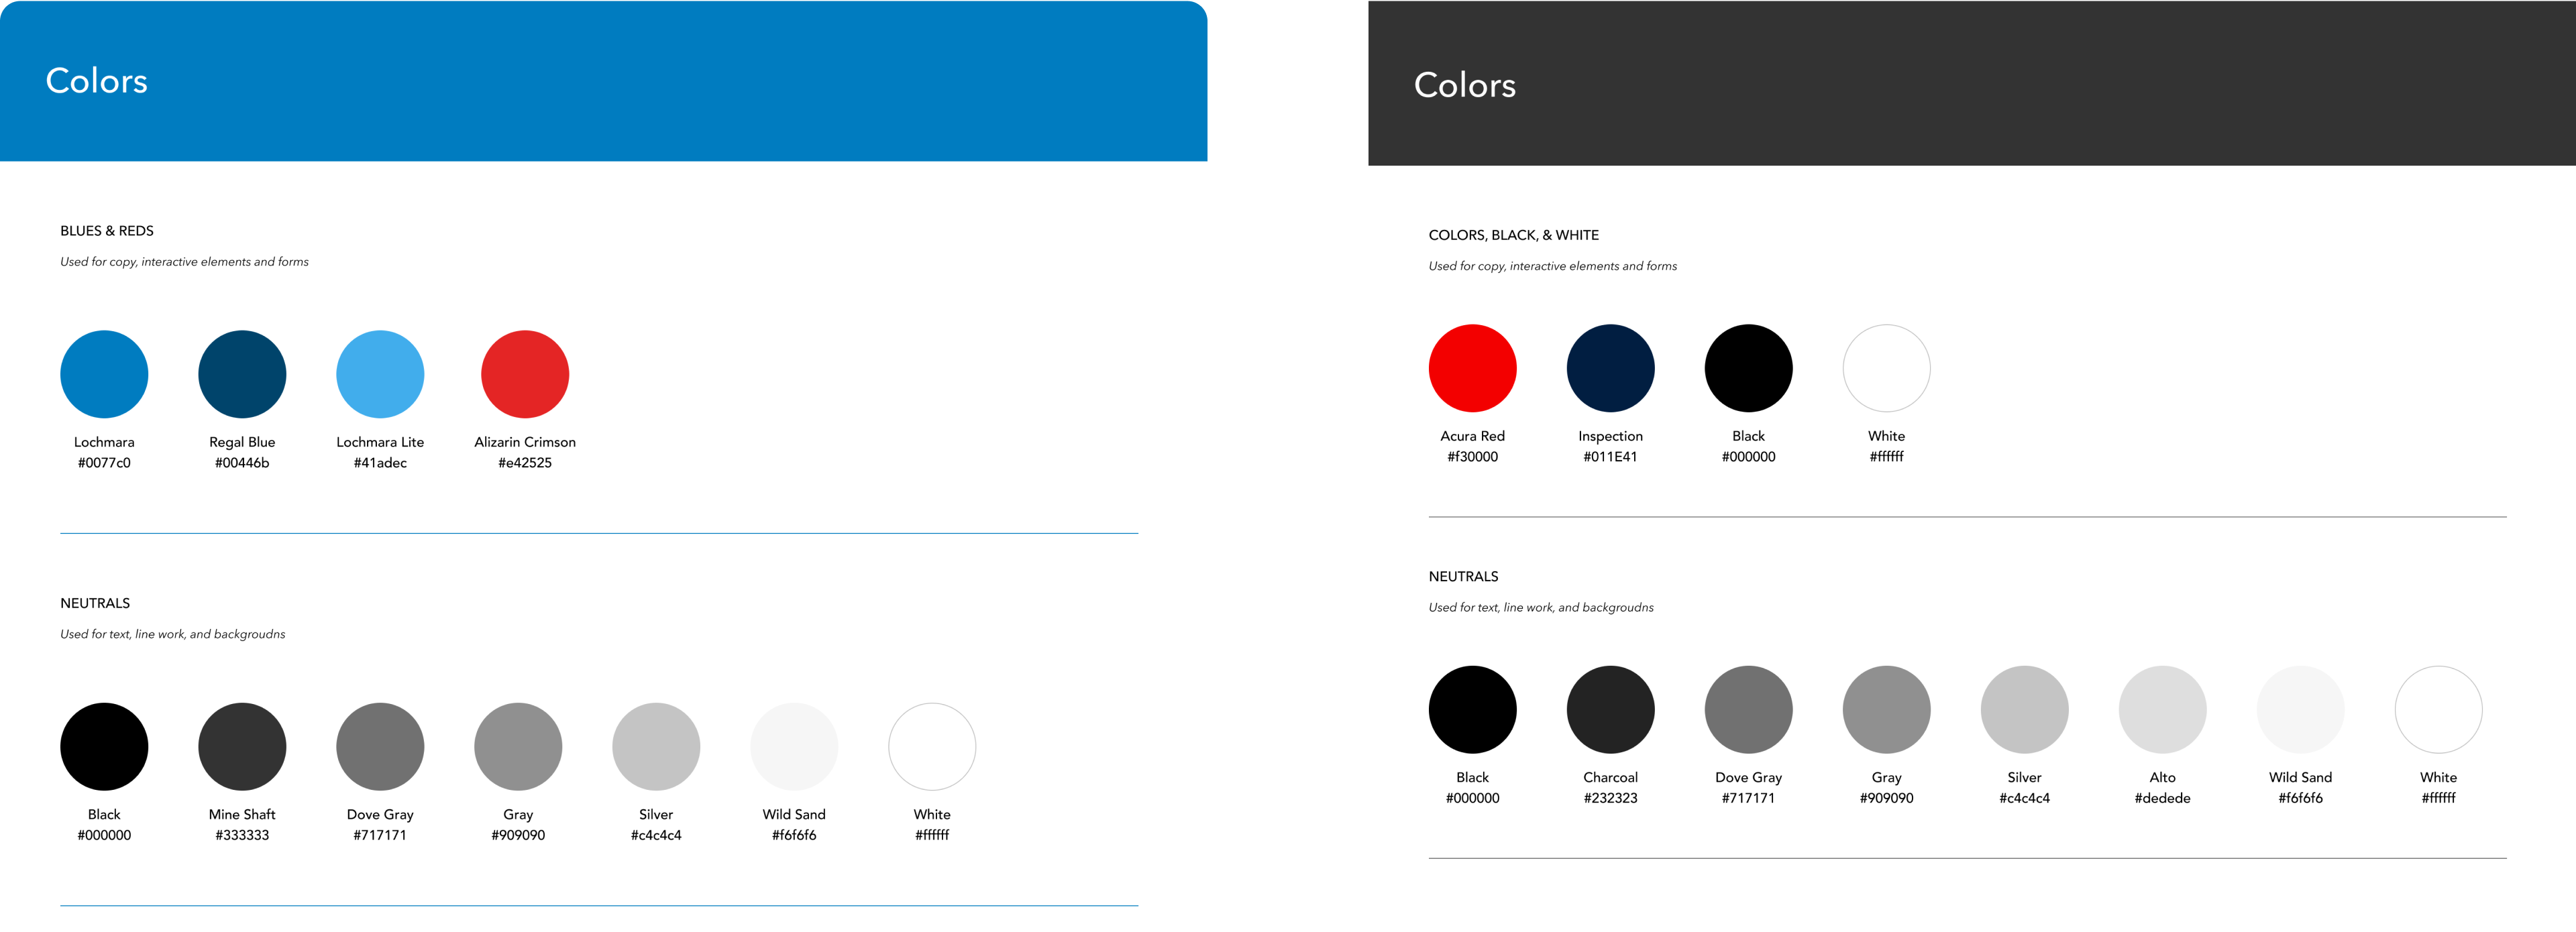 Colors
BLUES & REDS
Used for copy, interactive elements and forms
Lochmara Regal Blue Lochmara Lite Alizarin Crimson
#0077c0 #00446b #41adec #e42525
NEUTRALS
Used for text, line work, and backgroudns
Black Mine Shaft Dove Gray Gray Silver Wild Sand White
#000000 #333333 #717171 #909090 #c4c4c4 #f6f6f6 #ffffff
Colors
COLORS, BLACK, & WHITE
Used for copy, interactive elements and forms
Acura Red Inspection Black White
#f30000 #011E41 #000000 #ffffff
NEUTRALS
Used for text, line work, and backgroudns
Black Charcoal Dove Gray Gray Silver Alto Wild Sand White
#000000 #232323 #717171 #909090 #c4c4c4 #dedede #f6f6f6 #ffffff